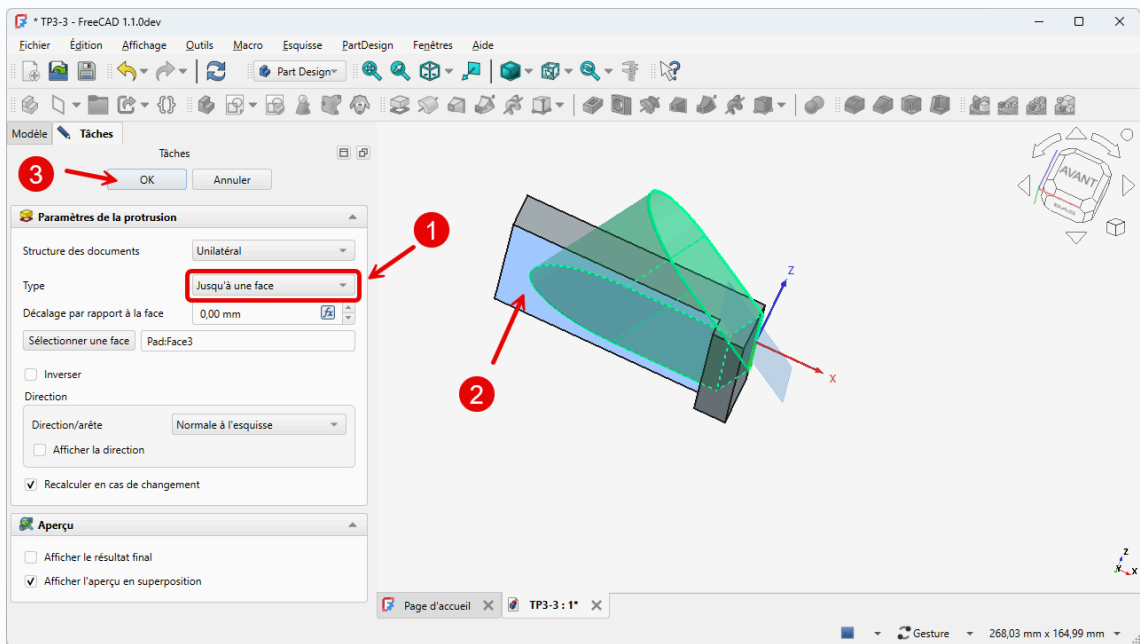 * TP3-3 - FreeCAD 1.1.0dev
Fichier Édition Affichage Outils Macro Esquisse PartDesign Fenêtres Aide
Part Design
Modèle Tâches
Tâches
3
OK Annuler
Paramètres de la protrusion
Structure des documents Unilatéral
1
Type Jusqu'à une face
Décalage par rapport à la face 0,00 mm fx
Sélectionner une face Pad:Face3
2
Inverser
Direction
Direction/arête Normale à l'esquisse
Afficher la direction
Recalculer en cas de changement
Aperçu
Afficher le résultat final
Afficher l'aperçu en superposition
AVANT
BAS
Z
X
Z
X
Page d'accueil TP3-3 : 1*
Gesture 268,03 mm x 164,99 mm